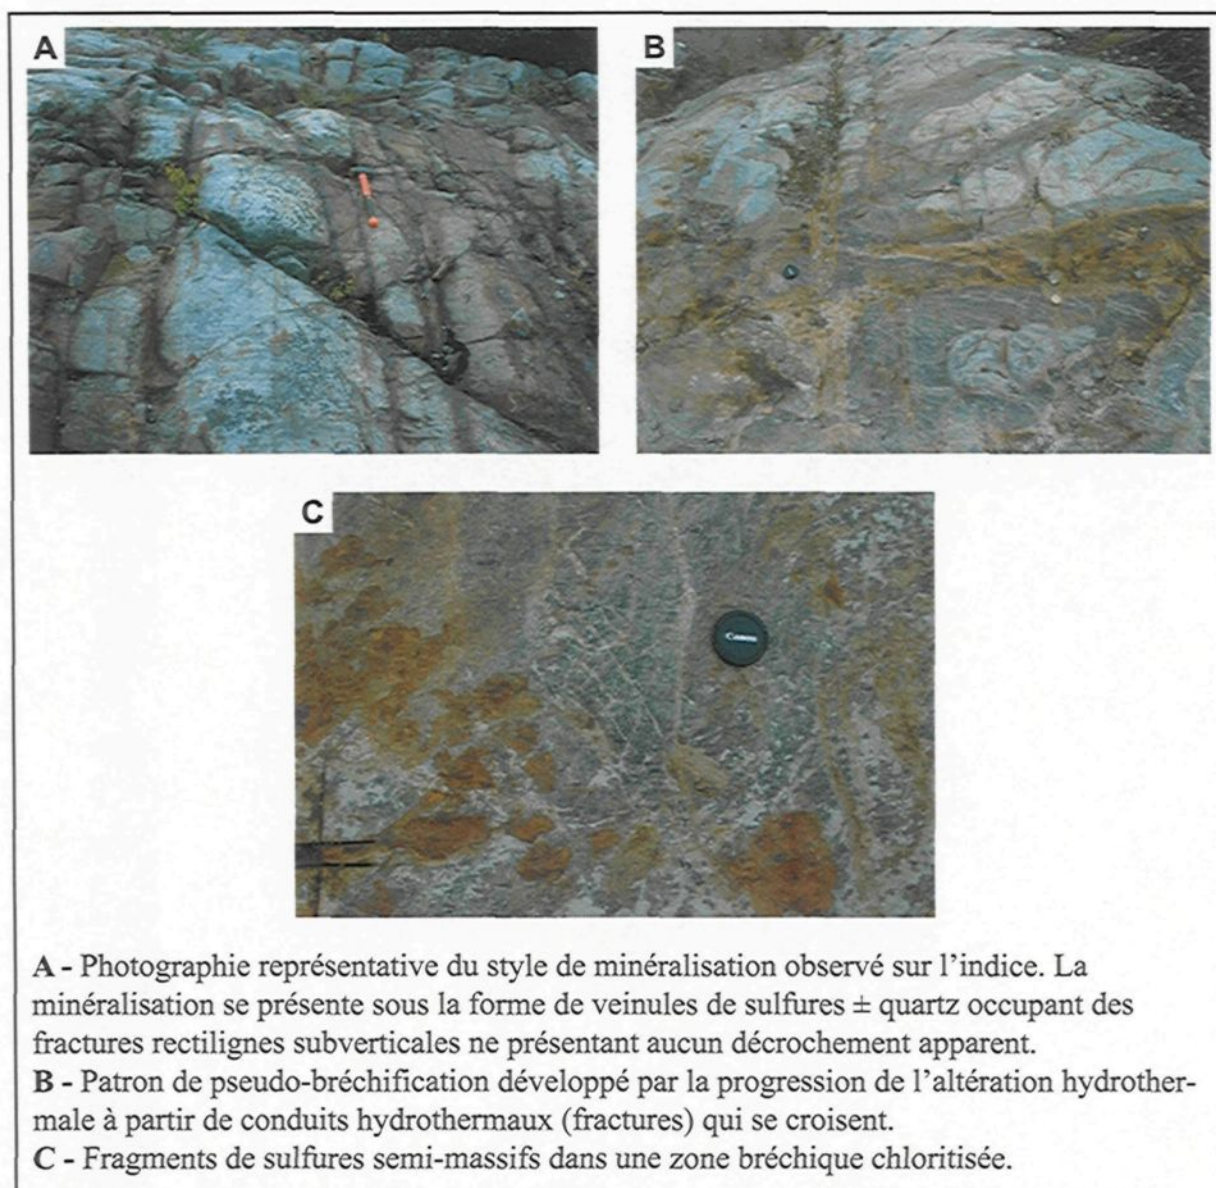 A
B
C
Canon
A - Photographie représentative du style de minéralisation observé sur l'indice. La
minéralisation se présente sous la forme de veinules de sulfures ± quartz occupant des
fractures rectilignes subverticales ne présentant aucun décrochement apparent.
B - Patron de pseudo-bréchification développé par la progression de l'altération hydrother-
male à partir de conduits hydrothermaux (fractures) qui se croisent.
C - Fragments de sulfures semi-massifs dans une zone bréchique chloritisée.